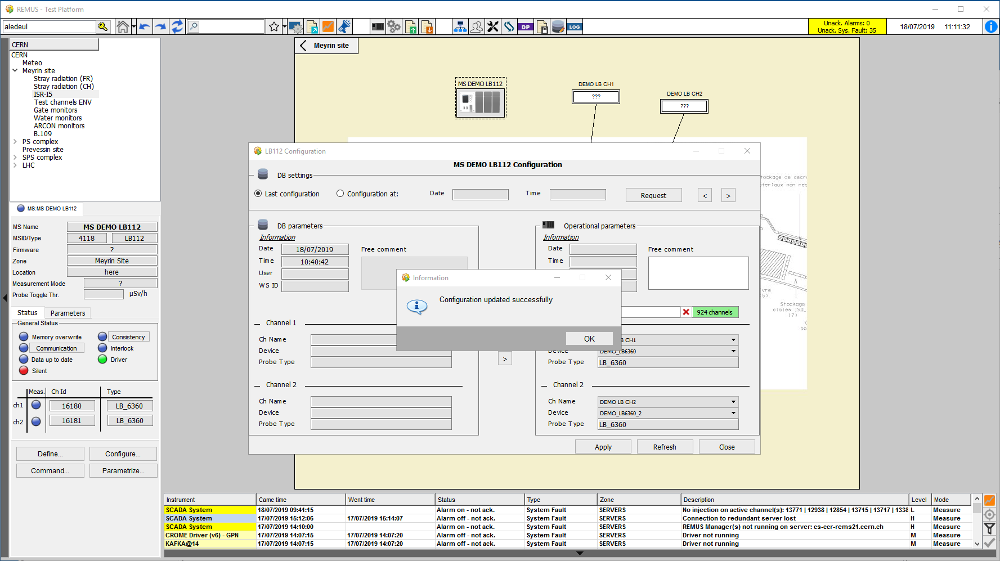 REMUS - Test Platform
aledeul
DP
LOG
Unack. Alarms: 0
Unack. Sys. Fault: 35
18/07/2019
11:11:32
CERN
CERN
Meteo
Meyrin site
Stray radiation (FR)
Stray radiation (CH)
ISR-I5
Test channels ENV
Gate monitors
Water monitors
ARCON monitors
B.109
PS complex
Prevessin site
SPS complex
LHC
Meyrin site
MS DEMO LB112
DEMO LB CH1
???
DEMO LB CH2
???
MS:MS DEMO LB112
MS Name MS DEMO LB112
MSID/Type 4118 LB112
Firmware ?
Zone Meyrin Site
Location here
Measurement Mode ?
Probe Toggle Thr. µSv/h
Status Parameters
General Status
Memory overwrite Consistency
Communication Interlock
Data up to date Driver
Silent
Meas. Ch Id Type
ch1 16180 LB_6360
ch2 16181 LB_6360
Define... Configure...
Command... Parametrize...
LB112 Configuration
MS DEMO LB112 Configuration
DB settings
Last configuration Configuration at: Date Time Request < >
DB parameters
Information
Date 18/07/2019 Free comment
Time 10:40:42
User
WS ID
Channel 1
Ch Name
Device
Probe Type
Channel 2
Ch Name
Device
Probe Type
>
Operational parameters
Information
Date Free comment
Time
924 channels
B CH1
Device DEMO_LB6360
Probe Type LB_6360
Channel 2
Ch Name DEMO LB CH2
Device DEMO_LB6360_2
Probe Type LB_6360
Apply Refresh Close
Information
Configuration updated successfully
OK
tockage de decr
teriaux non rec
vre
5)
Stockage
cibles ISOL
(7)
be
Instrument Came time Went time Status Type Zone Description Level Mode
SCADA System 18/07/2019 09:41:15 Alarm on - not ack. System Fault SERVERS No injection on active channel(s): 13771 | 12938 | 12854 | 13715 | 13717 | 1338 L Measure
SCADA System 17/07/2019 15:12:06 17/07/2019 15:14:07 Alarm off - not ack. System Fault SERVERS Connection to redundant server lost H Measure
SCADA System 17/07/2019 14:10:00 Alarm on - not ack. System Fault SERVERS REMUS Manager(s) not running on server: cs-ccr-rems21.cern.ch H Measure
CROME Driver (v6) - GPN 17/07/2019 14:07:15 17/07/2019 14:07:20 Alarm off - not ack. System Fault SERVERS Driver not running M Measure
KAFKA@14 17/07/2019 14:07:15 17/07/2019 14:07:20 Alarm off - not ack. System Fault SERVERS Driver not running M Measure